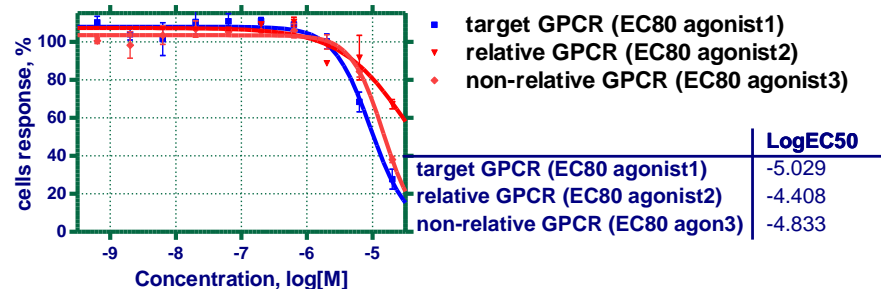 target GPCR (EC80 agonist1)
relative GPCR (EC80 agonist2)
non-relative GPCR (EC80 agonist3)
cells response, %
100
80
60
40
20
0
-9
-8
-7
-6
-5
Concentration, log[M]
LogEC50
target GPCR (EC80 agonist1) -5.029
relative GPCR (EC80 agonist2) -4.408
non-relative GPCR (EC80 agon3) -4.833